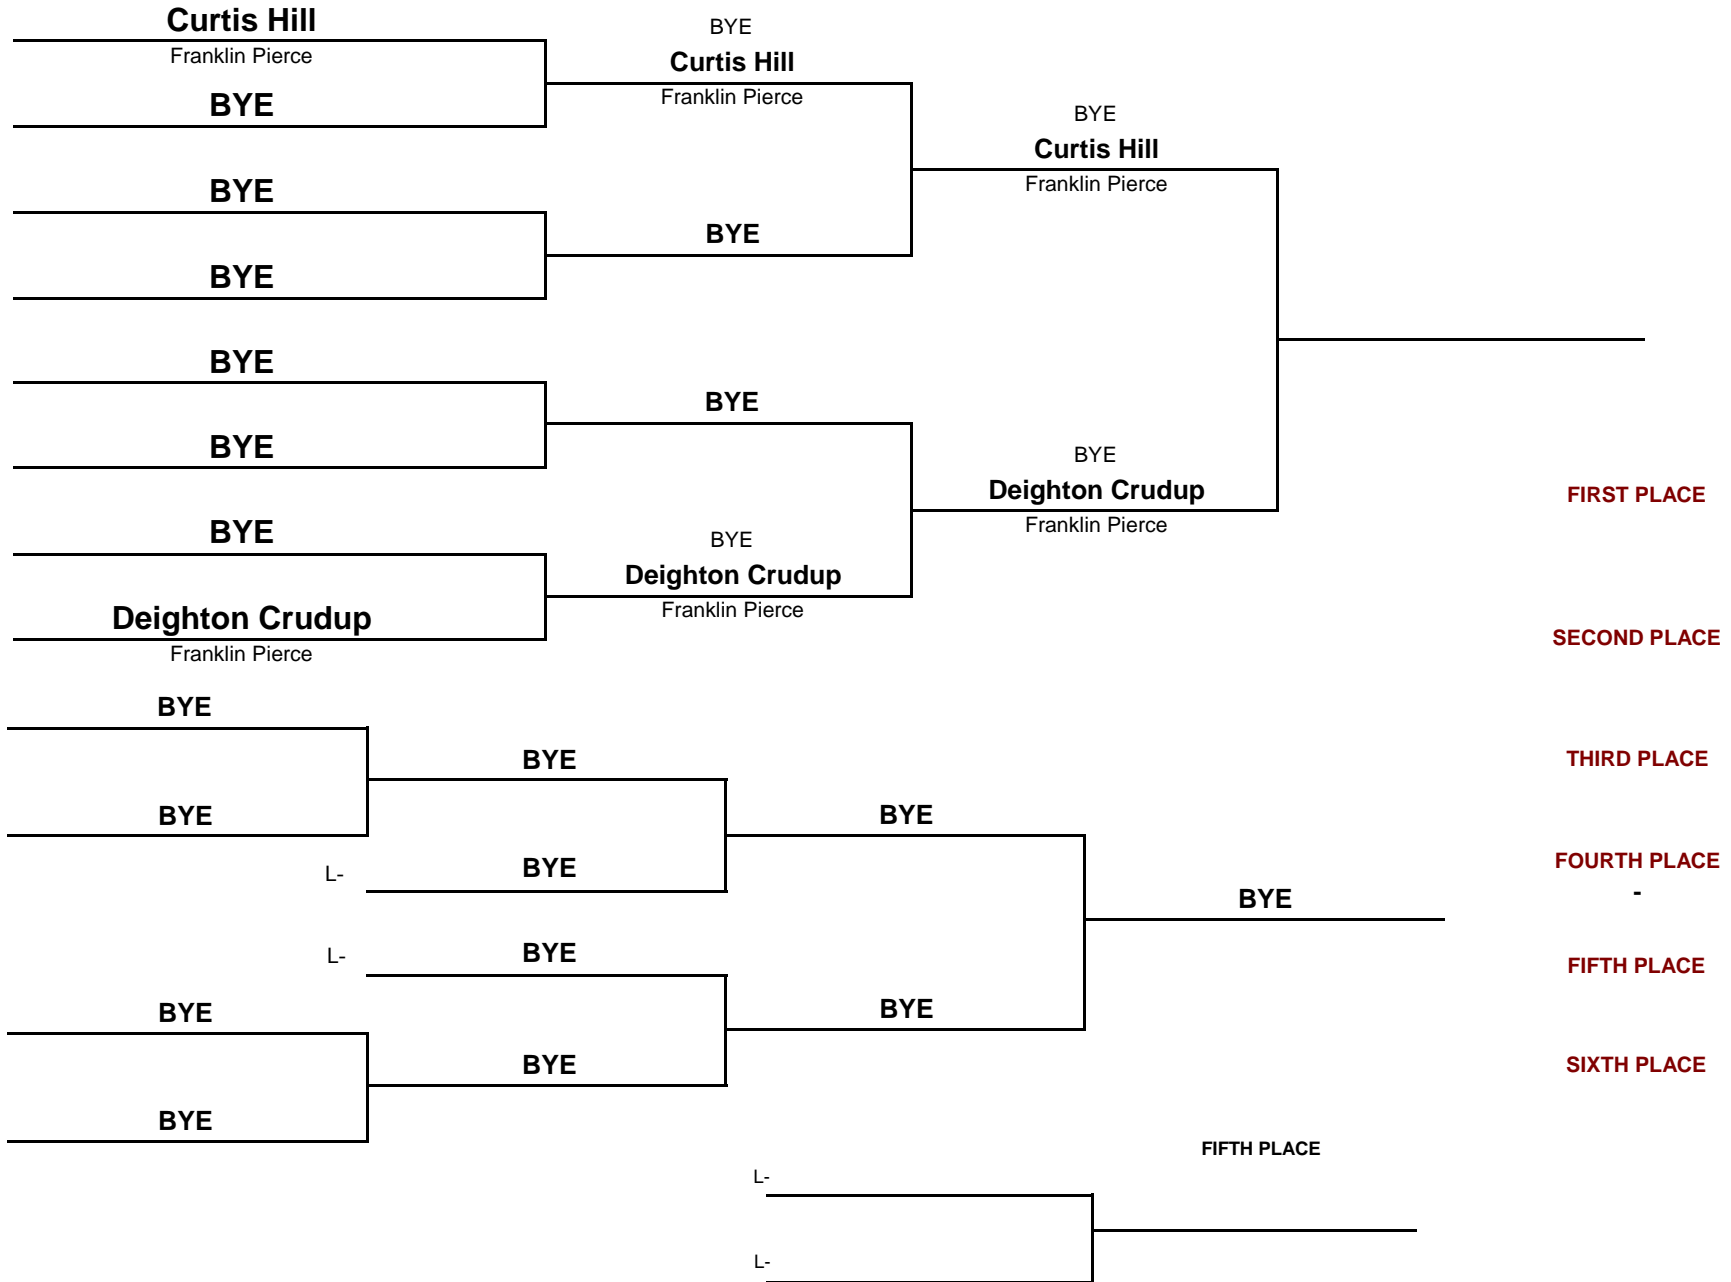 Curtis Hill
Franklin Pierce
BYE
BYE
BYE
BYE
BYE
BYE
Deighton Crudup
Franklin Pierce
BYE
Curtis Hill
Franklin Pierce
BYE
BYE
BYE
Deighton Crudup
Franklin Pierce
BYE
Curtis Hill
Franklin Pierce
BYE
Deighton Crudup
Franklin Pierce
FIRST PLACE
SECOND PLACE
BYE
BYE
BYE
BYE
BYE
L- BYE
L- BYE
BYE
BYE
BYE
BYE
THIRD PLACE
FOURTH PLACE
-
FIFTH PLACE
SIXTH PLACE
FIFTH PLACE
L-
L-